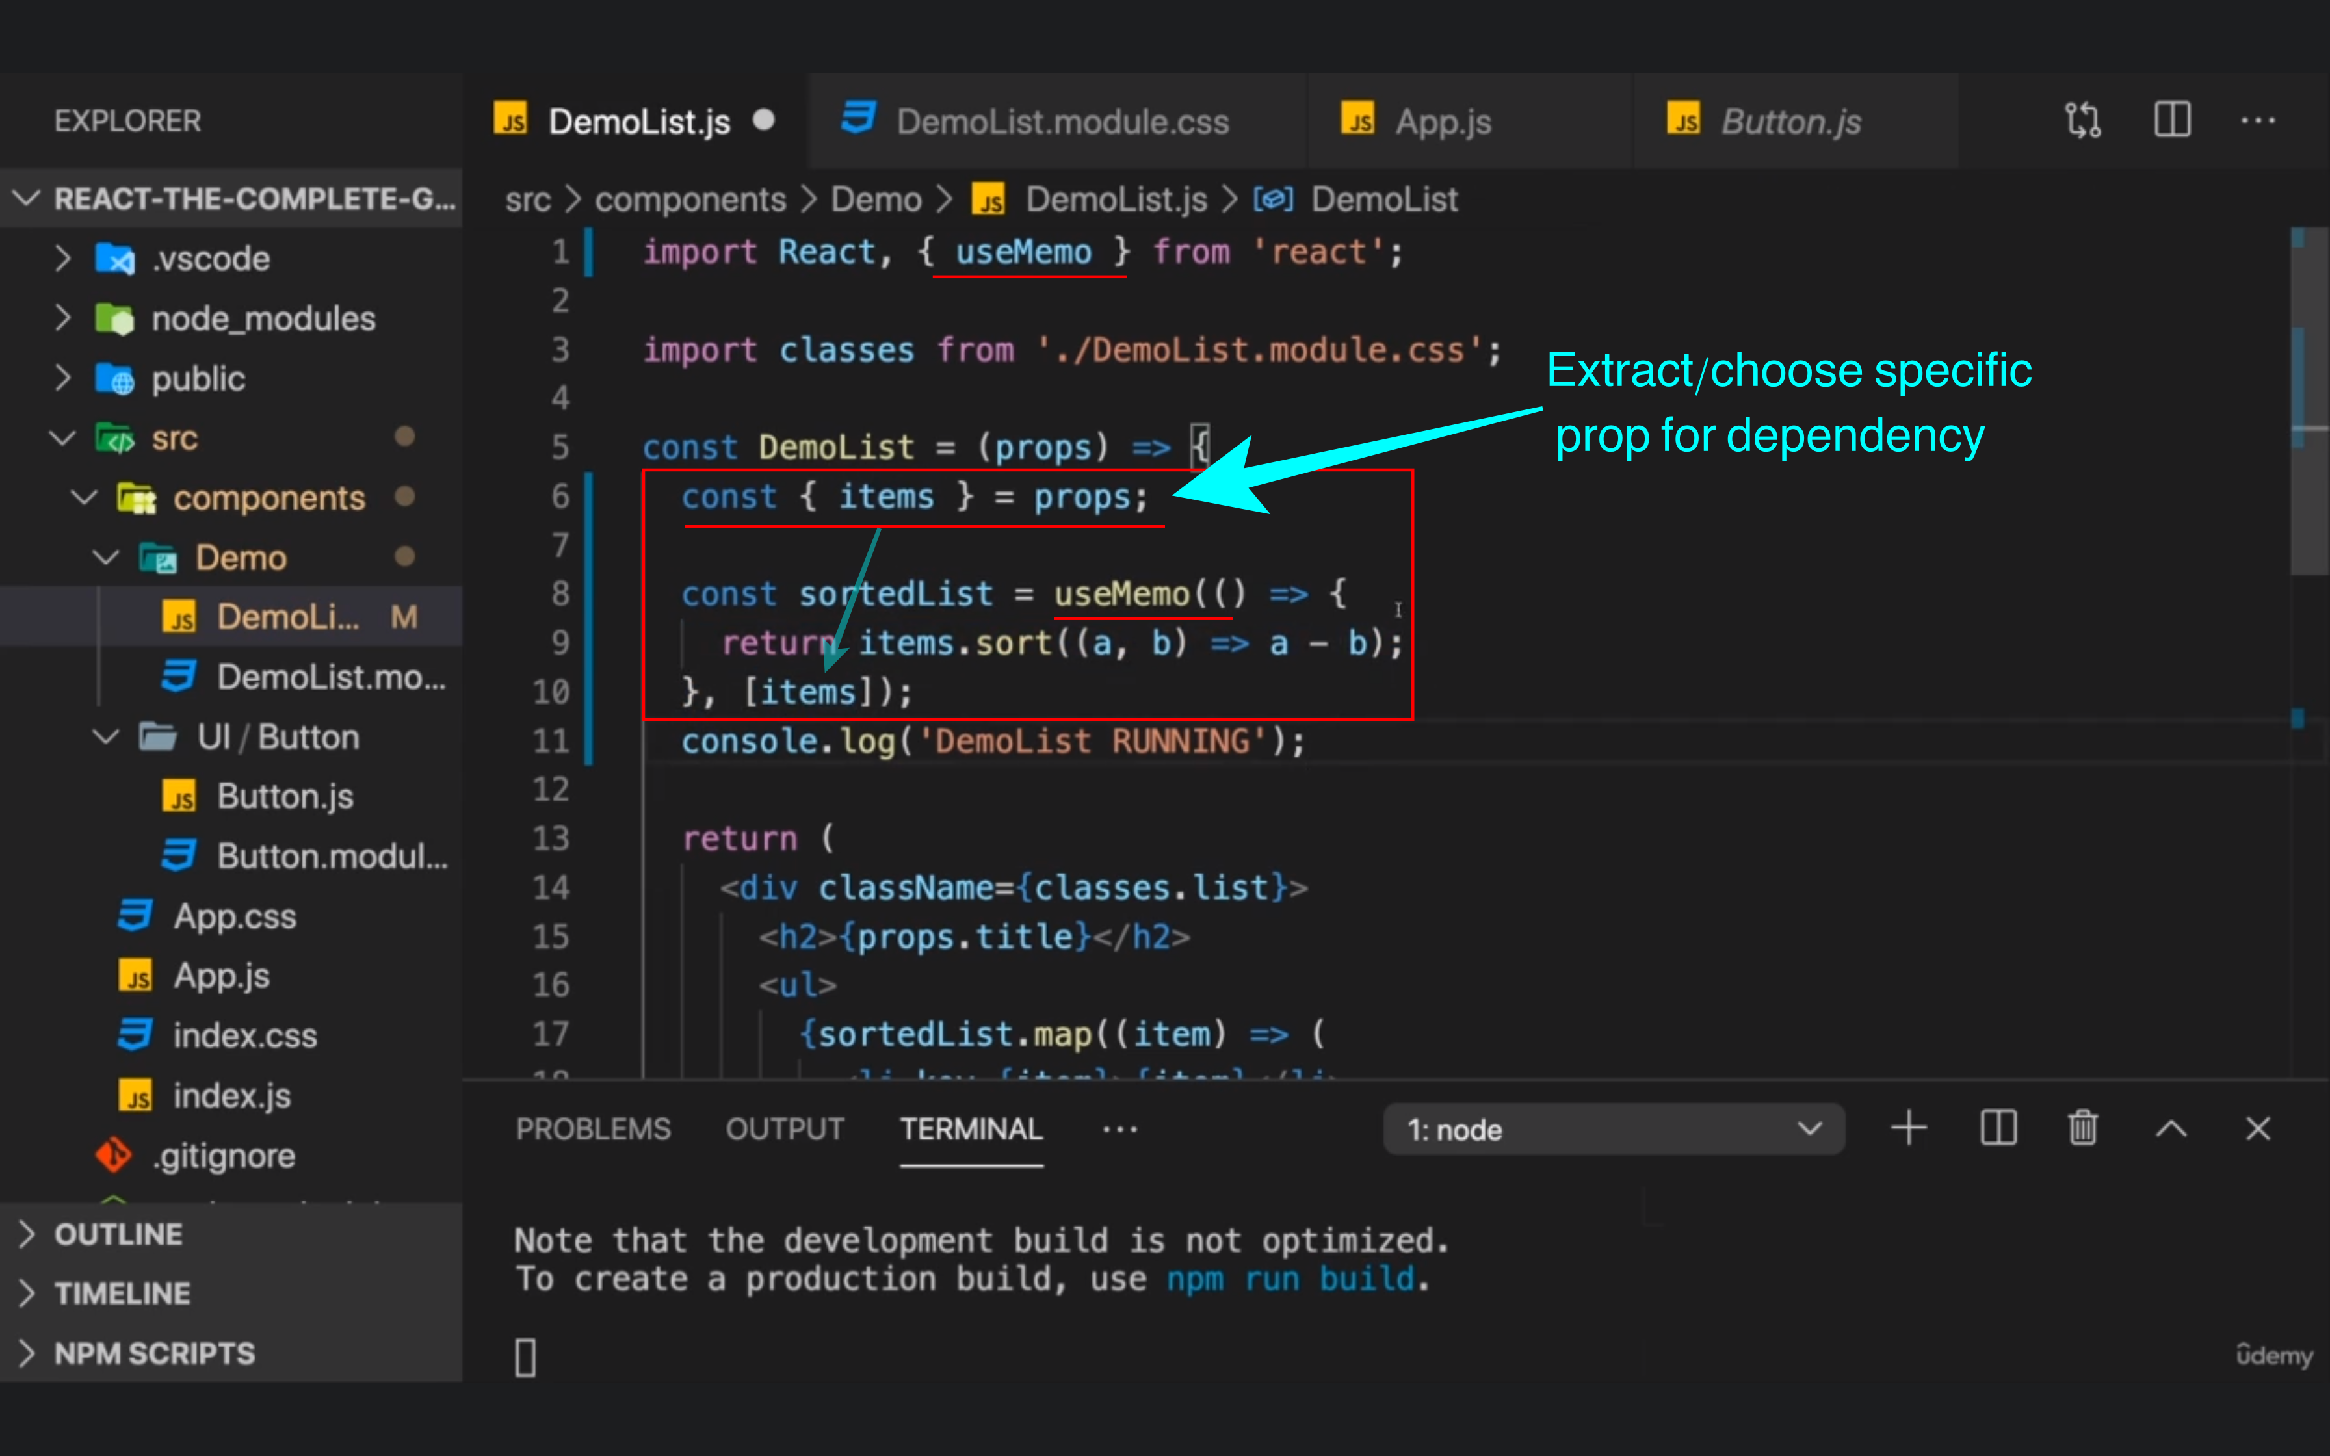 EXPLORER
REACT-THE-COMPLETE-G...
.vscode
node_modules
public
src
components
Demo
DemoLi... M
DemoList.mo...
UI / Button
Button.js
Button.modul...
App.css
App.js
index.css
index.js
.gitignore
OUTLINE
TIMELINE
NPM SCRIPTS
JS DemoList.js
DemoList.module.css
JS App.js
JS Button.js
src > components > Demo > JS DemoList.js > DemoList
1 import React, { useMemo } from 'react';
2
3 import classes from './DemoList.module.css';
4
5 const DemoList = (props) => {
6 const { items } = props;
7
8 const sortedList = useMemo(() => {
9 return items.sort((a, b) => a - b);
10 }, [items]);
11 console.log('DemoList RUNNING');
12
13 return (
14 <div className={classes.list}>
15 <h2>{props.title}</h2>
16 <ul>
17 {sortedList.map((item) => (
Extract/choose specific
prop for dependency
PROBLEMS OUTPUT TERMINAL ...
1: node
Note that the development build is not optimized.
To create a production build, use npm run build.
udemy